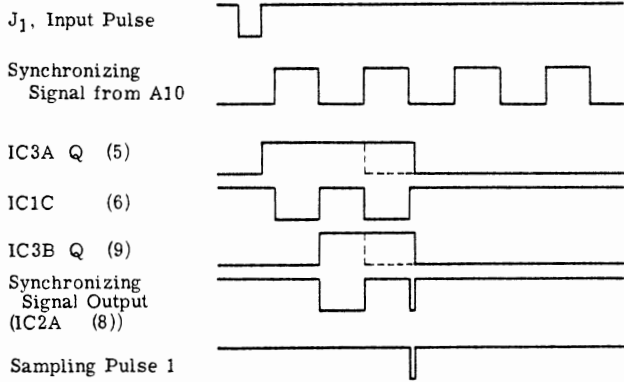 J1, Input Pulse
Synchronizing
Signal from A10
IC3A Q (5)
IC1C (6)
IC3B Q (9)
Synchronizing
Signal Output
(IC2A (8))
Sampling Pulse 1